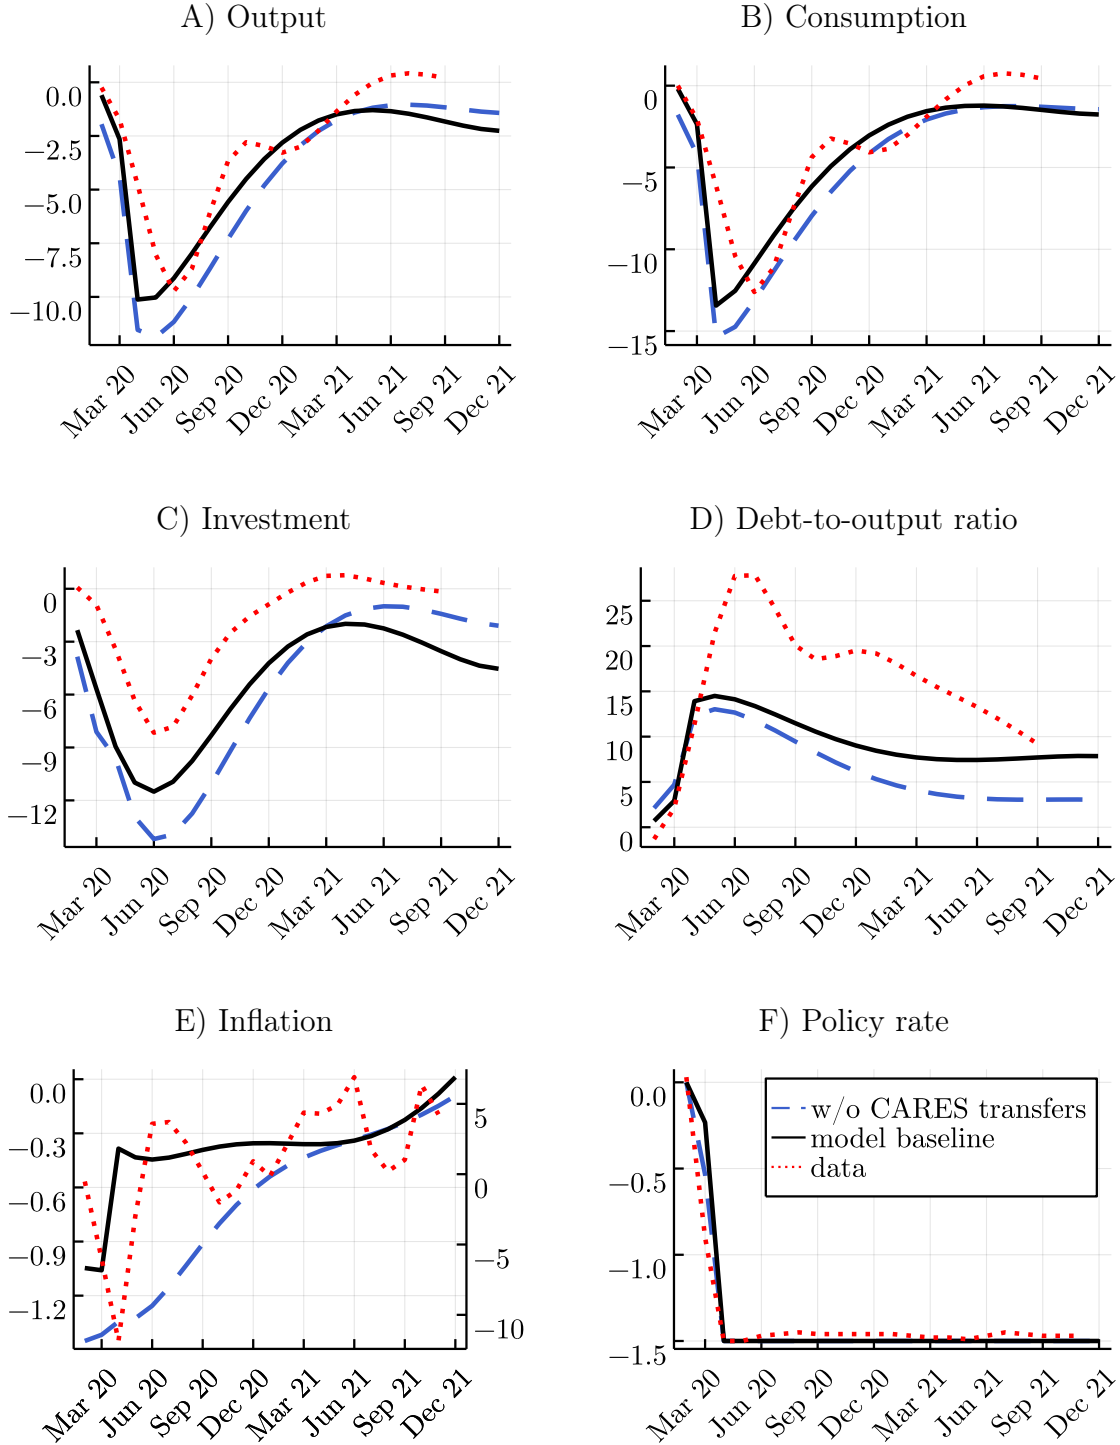 A) Output
0.0
−2.5
−5.0
−7.5
−10.0
Mar 20
Jun 20
Sep 20
Dec 20
Mar 21
Jun 21
Sep 21
Dec 21
B) Consumption
0
−5
−10
−15
Mar 20
Jun 20
Sep 20
Dec 20
Mar 21
Jun 21
Sep 21
Dec 21
C) Investment
0
−3
−6
−9
−12
Mar 20
Jun 20
Sep 20
Dec 20
Mar 21
Jun 21
Sep 21
Dec 21
D) Debt-to-output ratio
25
20
15
10
5
0
Mar 20
Jun 20
Sep 20
Dec 20
Mar 21
Jun 21
Sep 21
Dec 21
E) Inflation
0.0
−0.3
−0.6
−0.9
−1.2
5
0
−5
−10
Mar 20
Jun 20
Sep 20
Dec 20
Mar 21
Jun 21
Sep 21
Dec 21
F) Policy rate
0.0
−0.5
−1.0
−1.5
w/o CARES transfers
model baseline
data
Mar 20
Jun 20
Sep 20
Dec 20
Mar 21
Jun 21
Sep 21
Dec 21